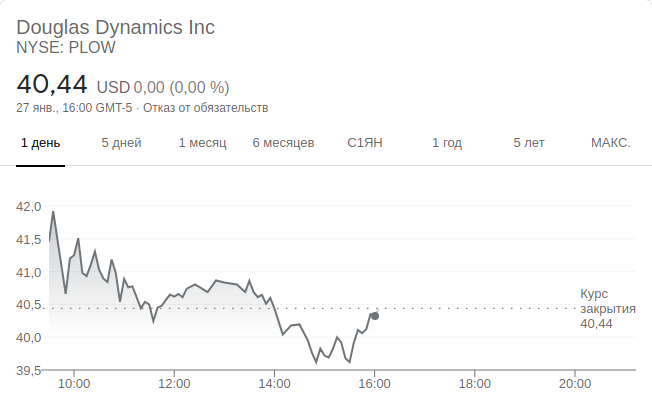 Douglas Dynamics Inc
NYSE: PLOW
40,44 USD 0,00 (0,00 %)
27 янв., 16:00 GMT-5 · Отказ от обязательств
1 день 5 дней 1 месяц 6 месяцев С1ЯН 1 год 5 лет МАКС.
42,0
41,5
41,0
40,5
40,0
39,5
Курс
закрытия
40,44
10:00 12:00 14:00 16:00 18:00 20:00